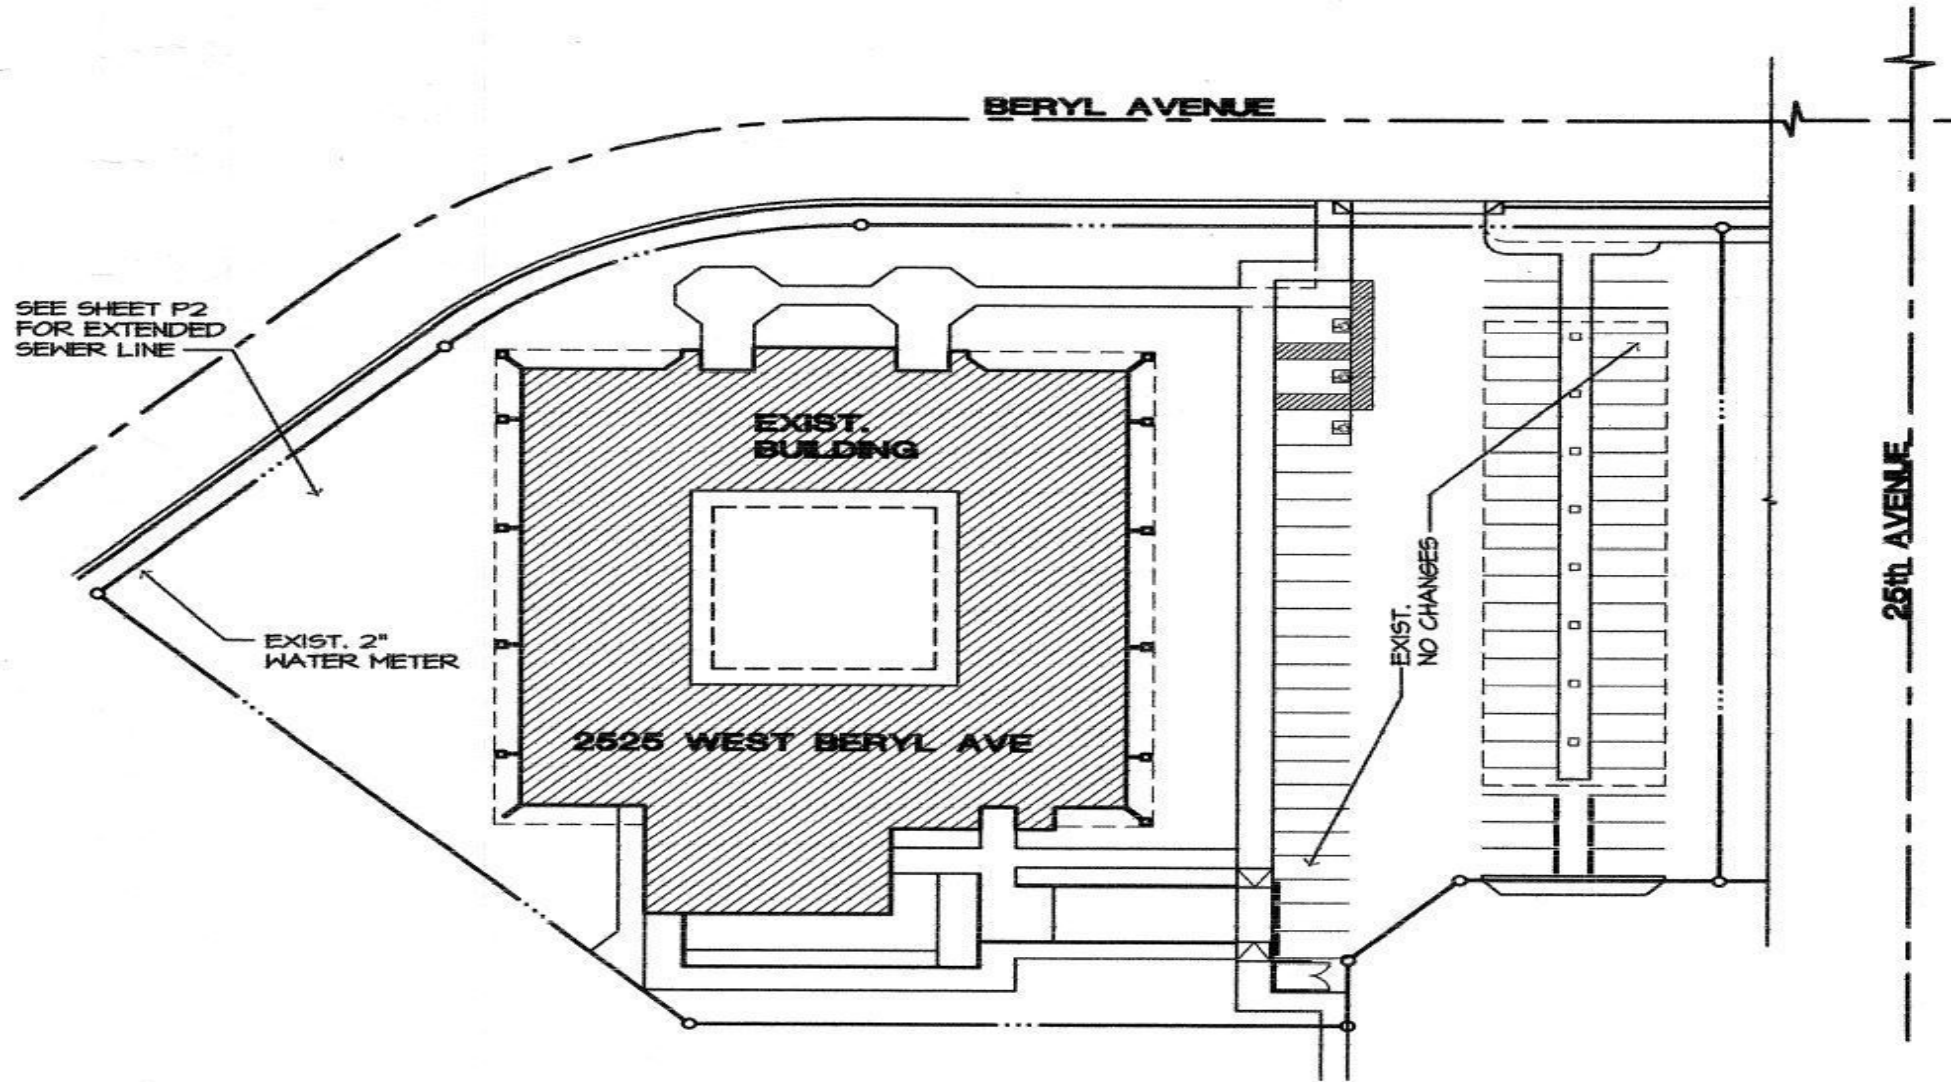 BERYL AVENUE
SEE SHEET P2
FOR EXTENDED
SEWER LINE
EXIST.
BUILDING
25th AVENUE
EXIST.
NO CHANGES
EXIST. 2"
WATER METER
2525 WEST BERYL AVE